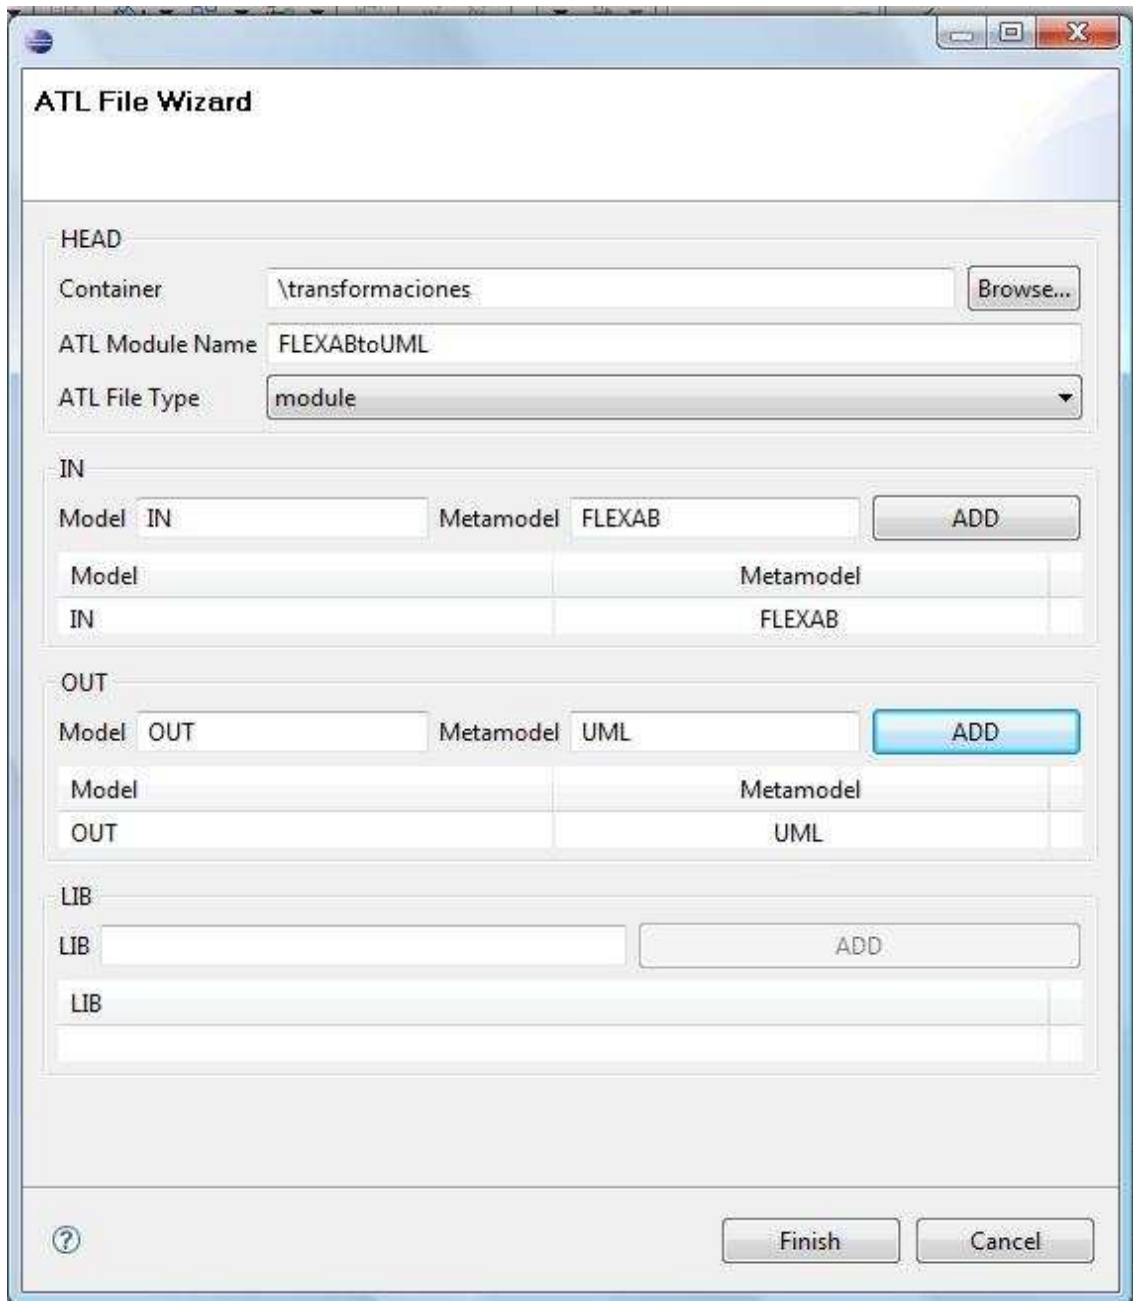 ATL File Wizard
HEAD
Container \transformaciones Browse...
ATL Module Name FLEXABtoUML
ATL File Type module
IN
Model IN Metamodel FLEXAB ADD
Model Metamodel
IN FLEXAB
OUT
Model OUT Metamodel UML ADD
Model Metamodel
OUT UML
LIB
LIB ADD
LIB
Finish Cancel